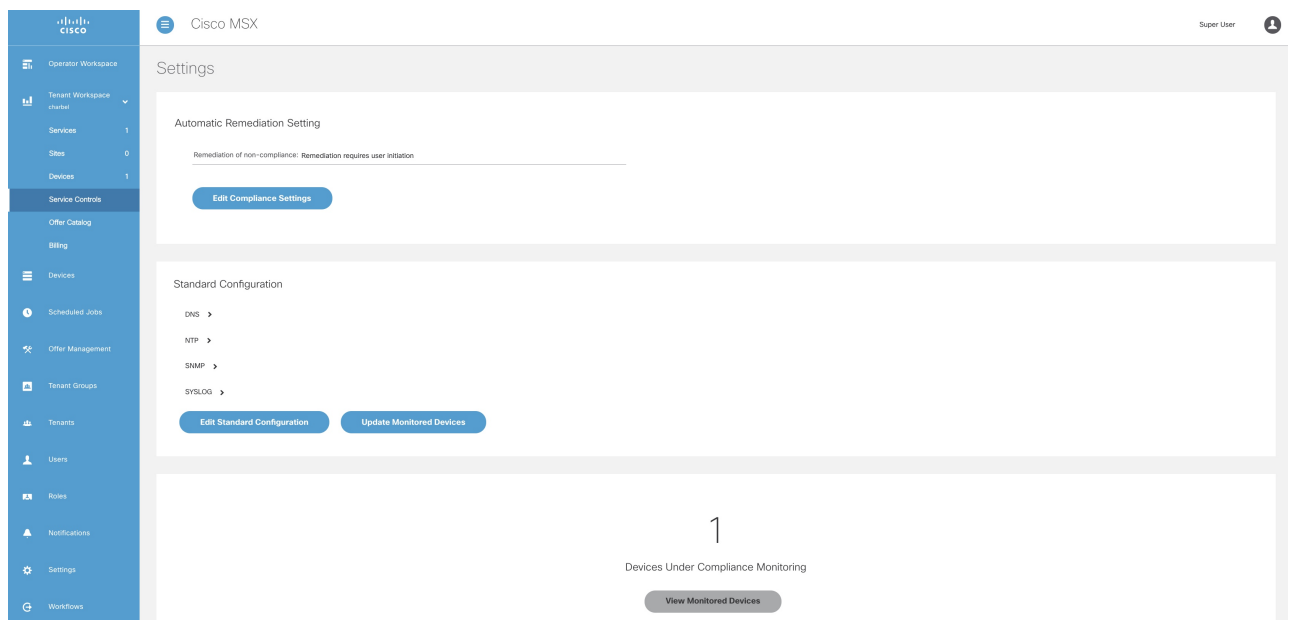 CISCO
Cisco MSX
Super User
Operator Workspace
Tenant Workspace
charbel
Services 1
Sites 0
Devices 1
Service Controls
Offer Catalog
Billing
Devices
Scheduled Jobs
Offer Management
Tenant Groups
Tenants
Users
Roles
Notifications
Settings
Workflows
Settings
Automatic Remediation Setting
Remediation of non-compliance: Remediation requires user initiation
Edit Compliance Settings
Standard Configuration
DNS
NTP
SNMP
SYSLOG
Edit Standard Configuration Update Monitored Devices
1
Devices Under Compliance Monitoring
View Monitored Devices